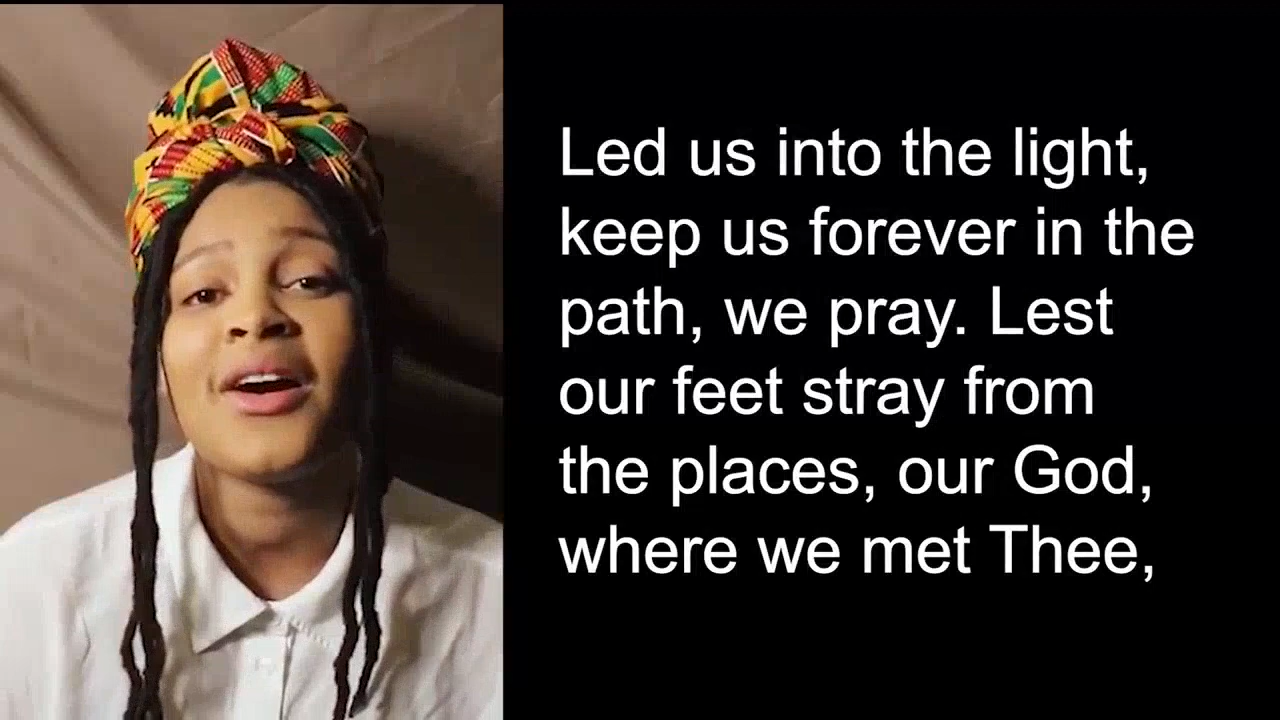 Led us into the light,
keep us forever in the
path, we pray. Lest
our feet stray from
the places, our God,
where we met Thee,